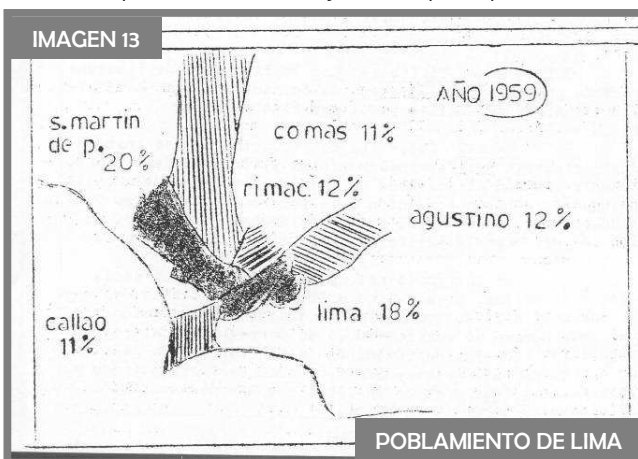 IMAGEN 13
AÑO 1959
s. martin
de p.
20%
comas 11%
rimac 12%
agustino 12%
lima 18%
callao
11%
POBLAMIENTO DE LIMA